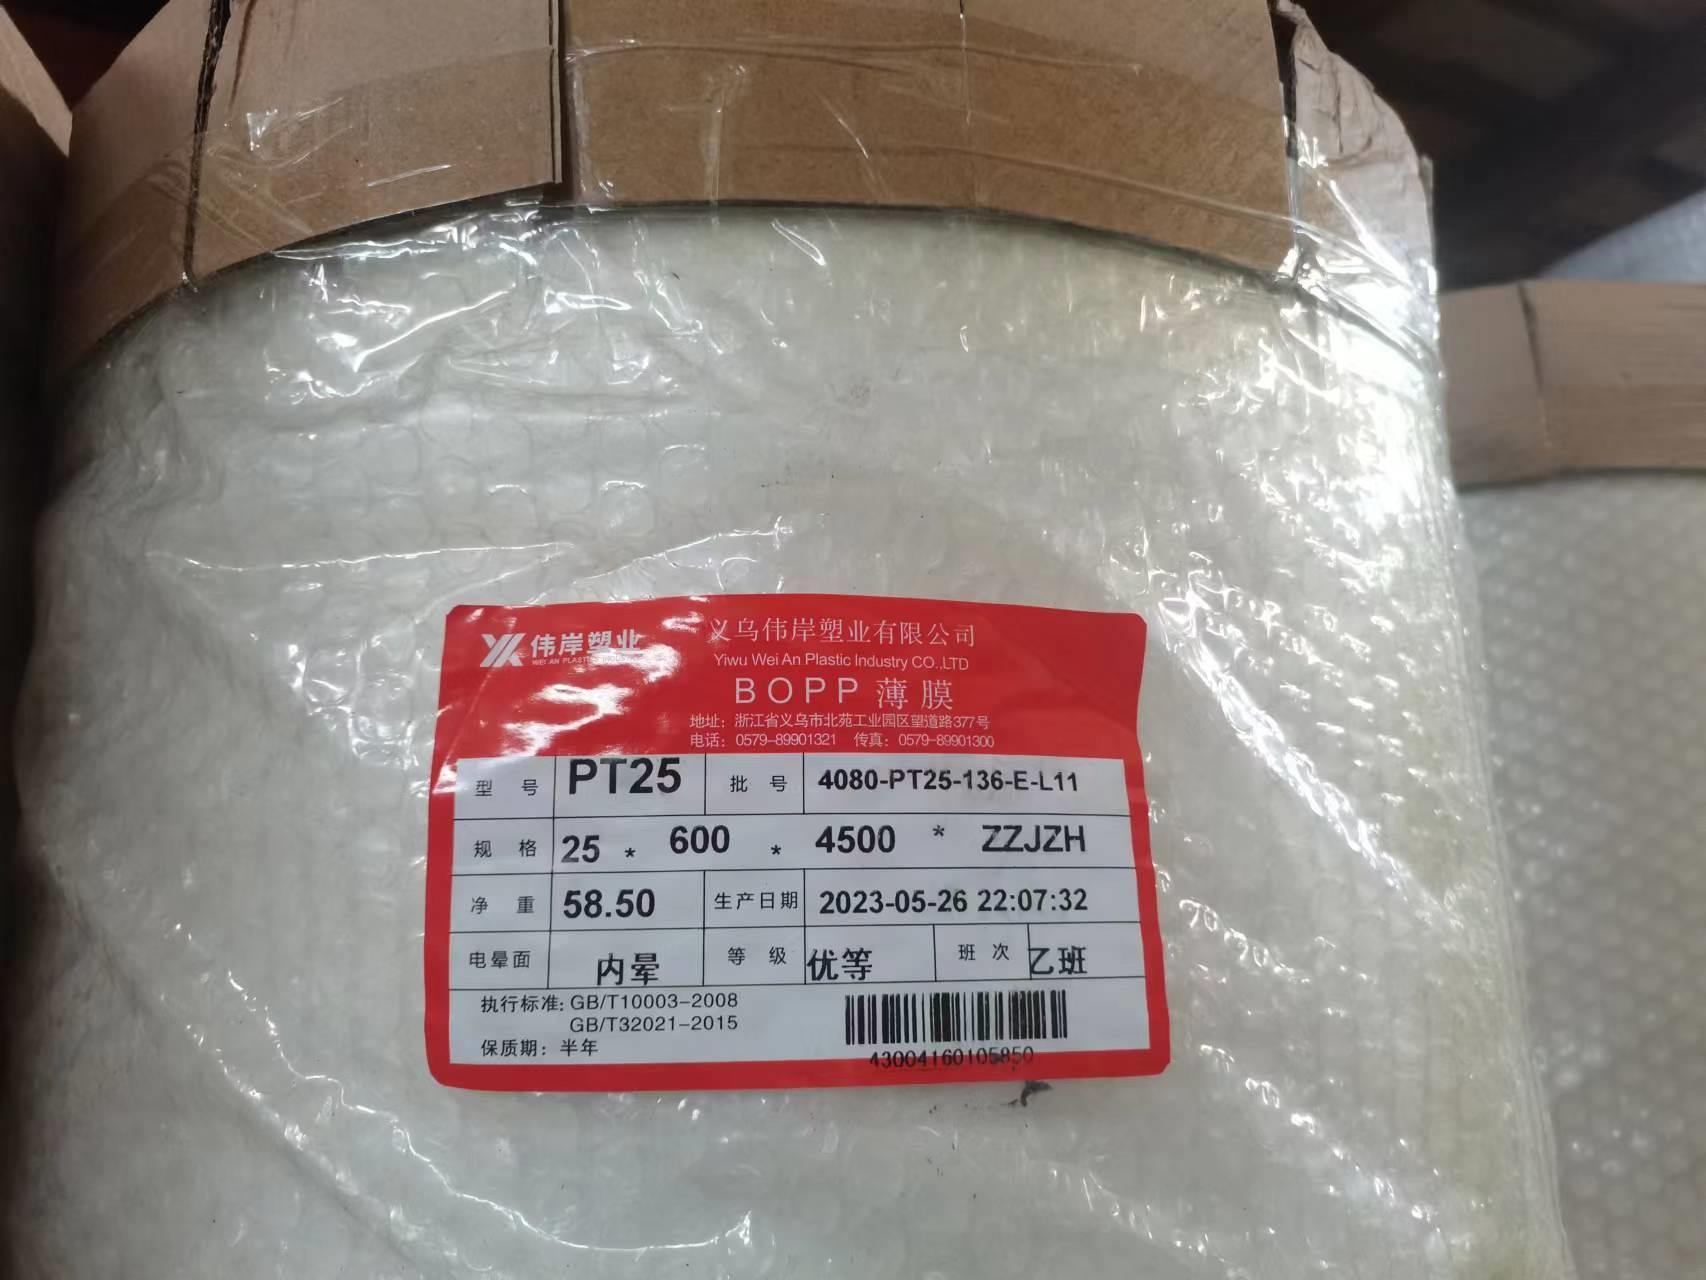 伟岸塑业
义乌伟岸塑业有限公司
Yiwu Wei An Plastic Industry CO.,LTD
BOPP 薄膜
地址：浙江省义乌市北苑工业园区望道路377号
电话：0579-89901321 传真：0579-89901300
型号 PT25 批号 4080-PT25-136-E-L11
规格 25 * 600 * 4500 * ZZJZH
净重 58.50 生产日期 2023-05-26 22:07:32
电晕面 内晕 等级 优等 班次 乙班
执行标准: GB/T10003-2008
GB/T32021-2015
保质期：半年
43004160105850